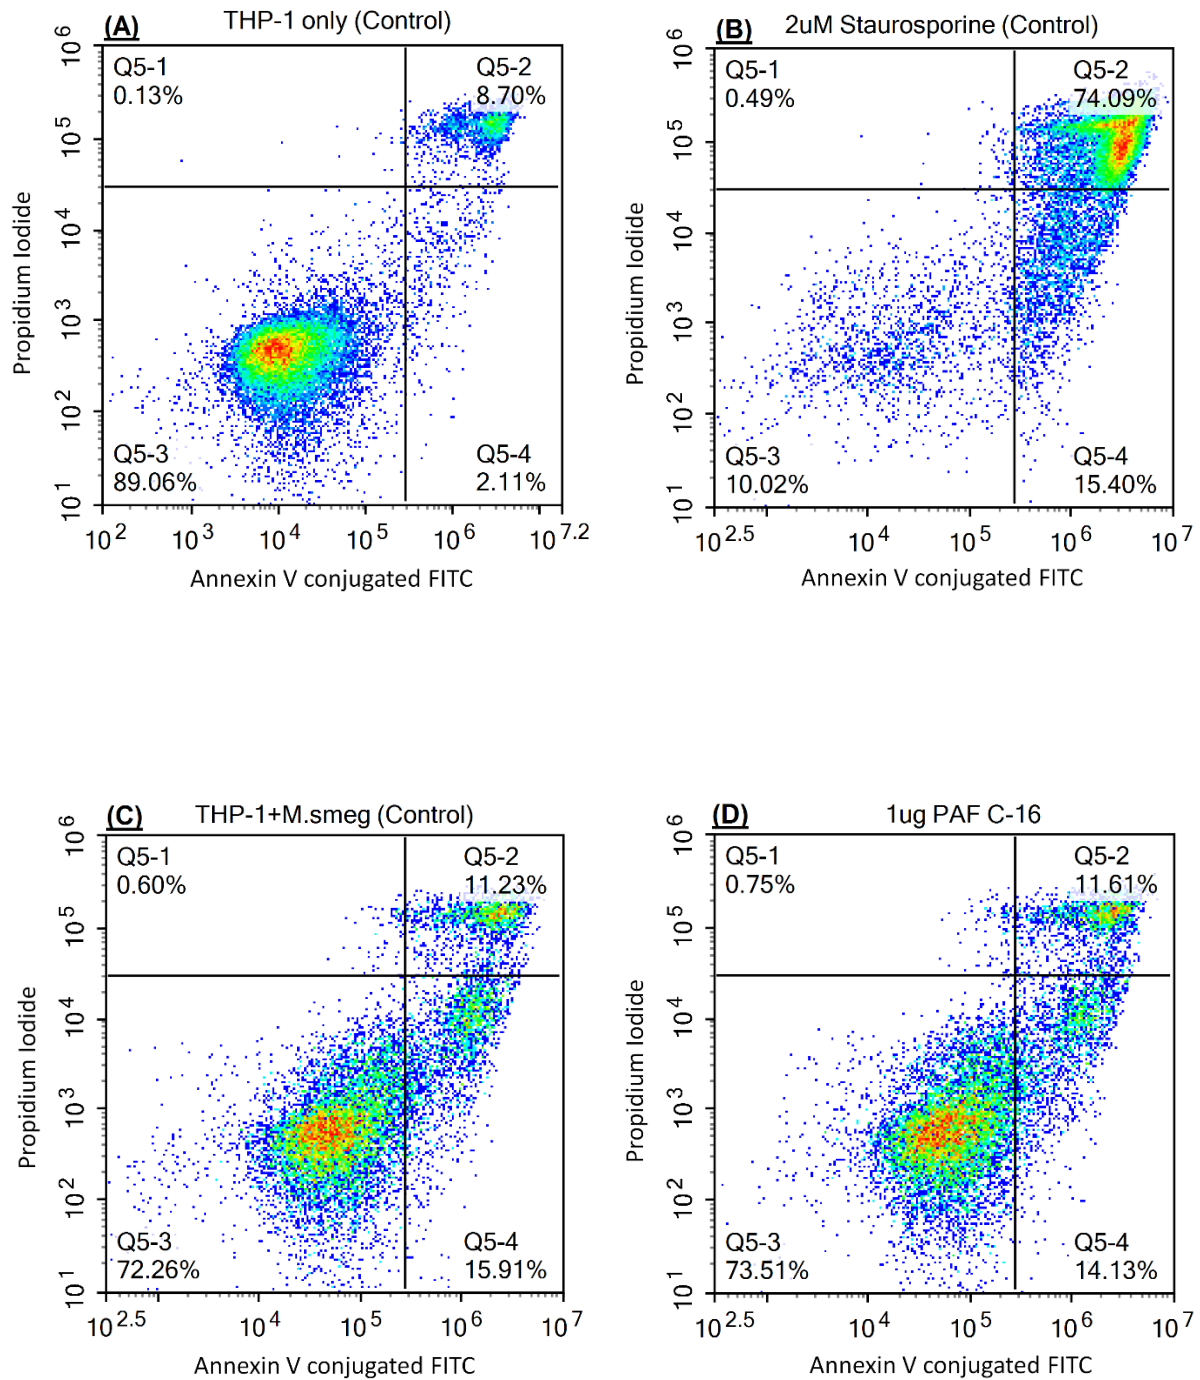 (A) THP-1 only (Control)
10^6
Q5-1
0.13%
Q5-2
8.70%
10^5
10^4
10^3
10^2
10^1
Propidium Iodide
Q5-3
89.06%
Q5-4
2.11%
10^2 10^3 10^4 10^5 10^6 10^7.2
Annexin V conjugated FITC
(B) 2uM Staurosporine (Control)
10^6
Q5-1
0.49%
Q5-2
74.09%
10^5
10^4
10^3
10^2
10^1
Propidium Iodide
Q5-3
10.02%
Q5-4
15.40%
10^2.5 10^4 10^5 10^6 10^7
Annexin V conjugated FITC
(C) THP-1+M.smeg (Control)
10^6
Q5-1
0.60%
Q5-2
11.23%
10^5
10^4
10^3
10^2
10^1
Propidium Iodide
Q5-3
72.26%
Q5-4
15.91%
10^2.5 10^4 10^5 10^6 10^7
Annexin V conjugated FITC
(D) 1ug PAF C-16
10^6
Q5-1
0.75%
Q5-2
11.61%
10^5
10^4
10^3
10^2
10^1
Propidium Iodide
Q5-3
73.51%
Q5-4
14.13%
10^2.5 10^4 10^5 10^6 10^7
Annexin V conjugated FITC